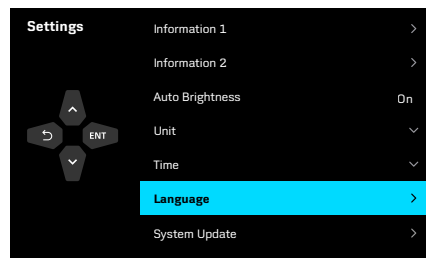 Settings
Information 1
Information 2
Auto Brightness On
ENT
Unit
Time
Language
System Update